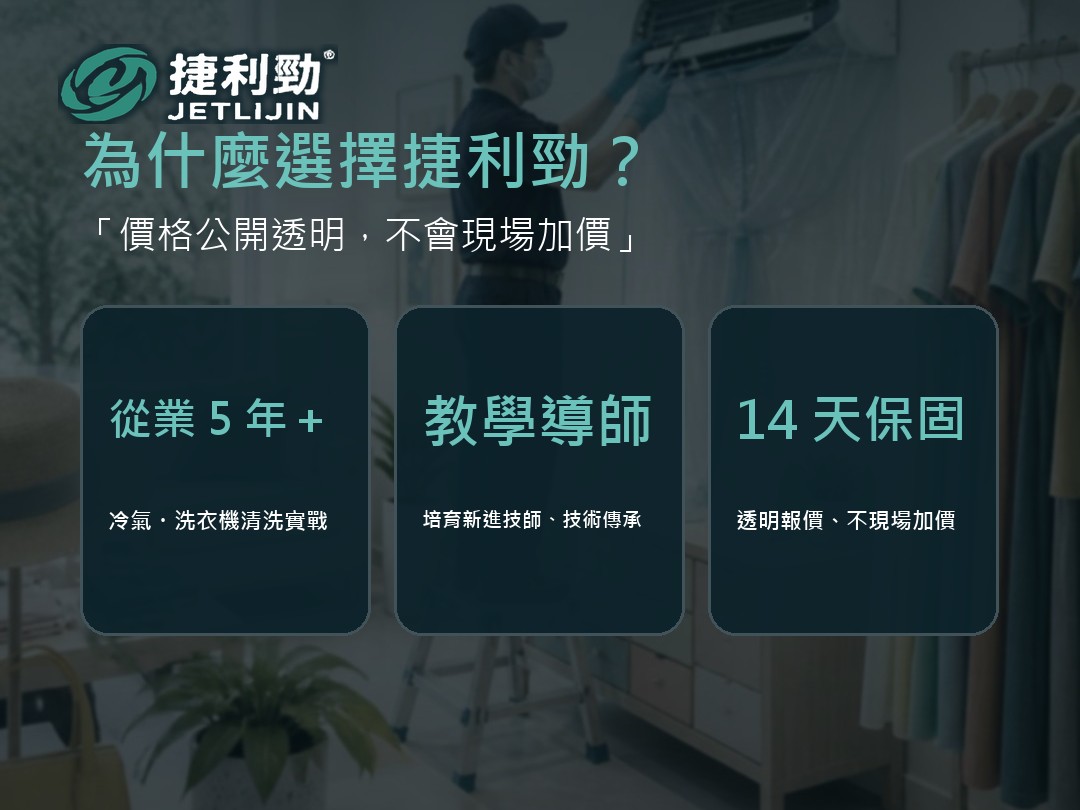 捷利勁®
JETLIJIN
為什麼選擇捷利勁？
「價格公開透明，不會現場加價」
從業 5 年 +
冷氣・洗衣機清洗實戰
教學導師
培育新進技師、技術傳承
14 天保固
透明報價、不現場加價